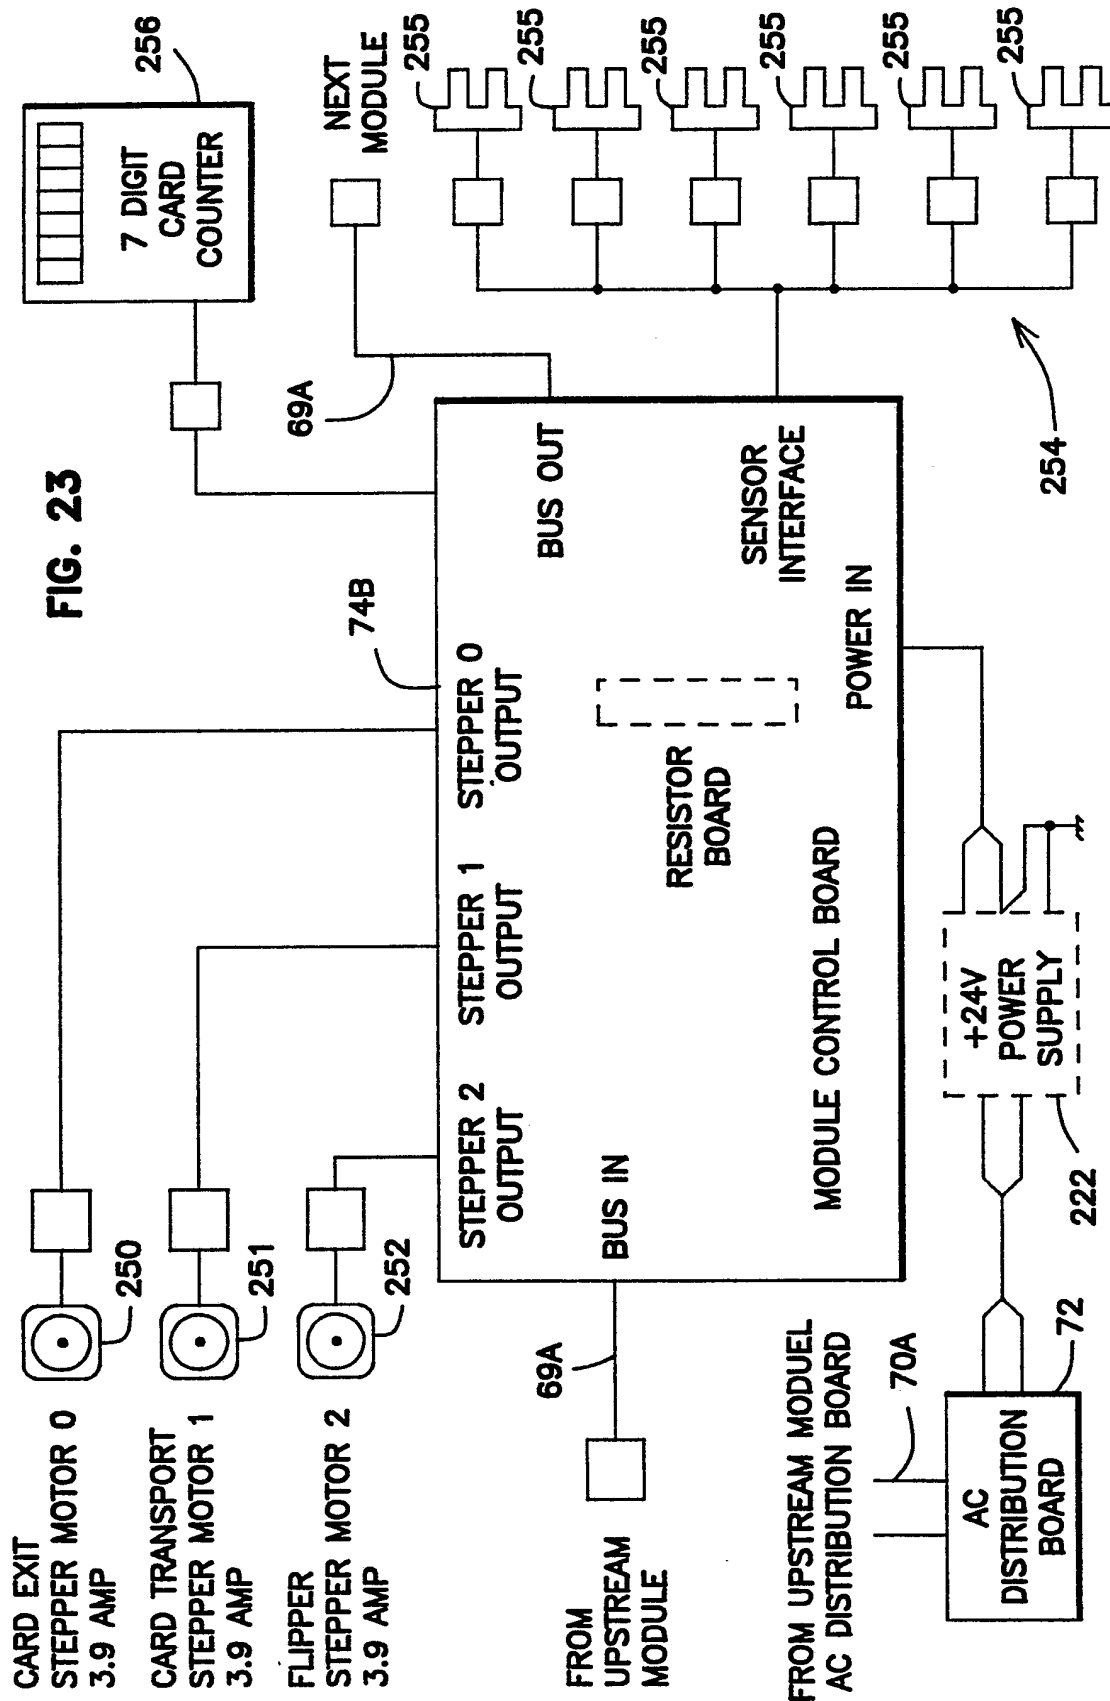 FIG. 23
CARD EXIT
STEPPER MOTOR 0
3.9 AMP
250
CARD TRANSPORT
STEPPER MOTOR 1
3.9 AMP
251
FLIPPER
STEPPER MOTOR 2
3.9 AMP
252
7 DIGIT
CARD
COUNTER
256
NEXT
MODULE
69A
74B
STEPPER 2
OUTPUT
STEPPER 1
OUTPUT
STEPPER 0
OUTPUT
BUS OUT
BUS IN
RESISTOR
BOARD
SENSOR
INTERFACE
MODULE CONTROL BOARD
POWER IN
FROM
UPSTREAM
MODULE
69A
255
255
255
255
255
255
254
FROM UPSTREAM MODUEL
AC DISTRIBUTION BOARD
70A
AC
DISTRIBUTION
BOARD
72
+24V
POWER
SUPPLY
222